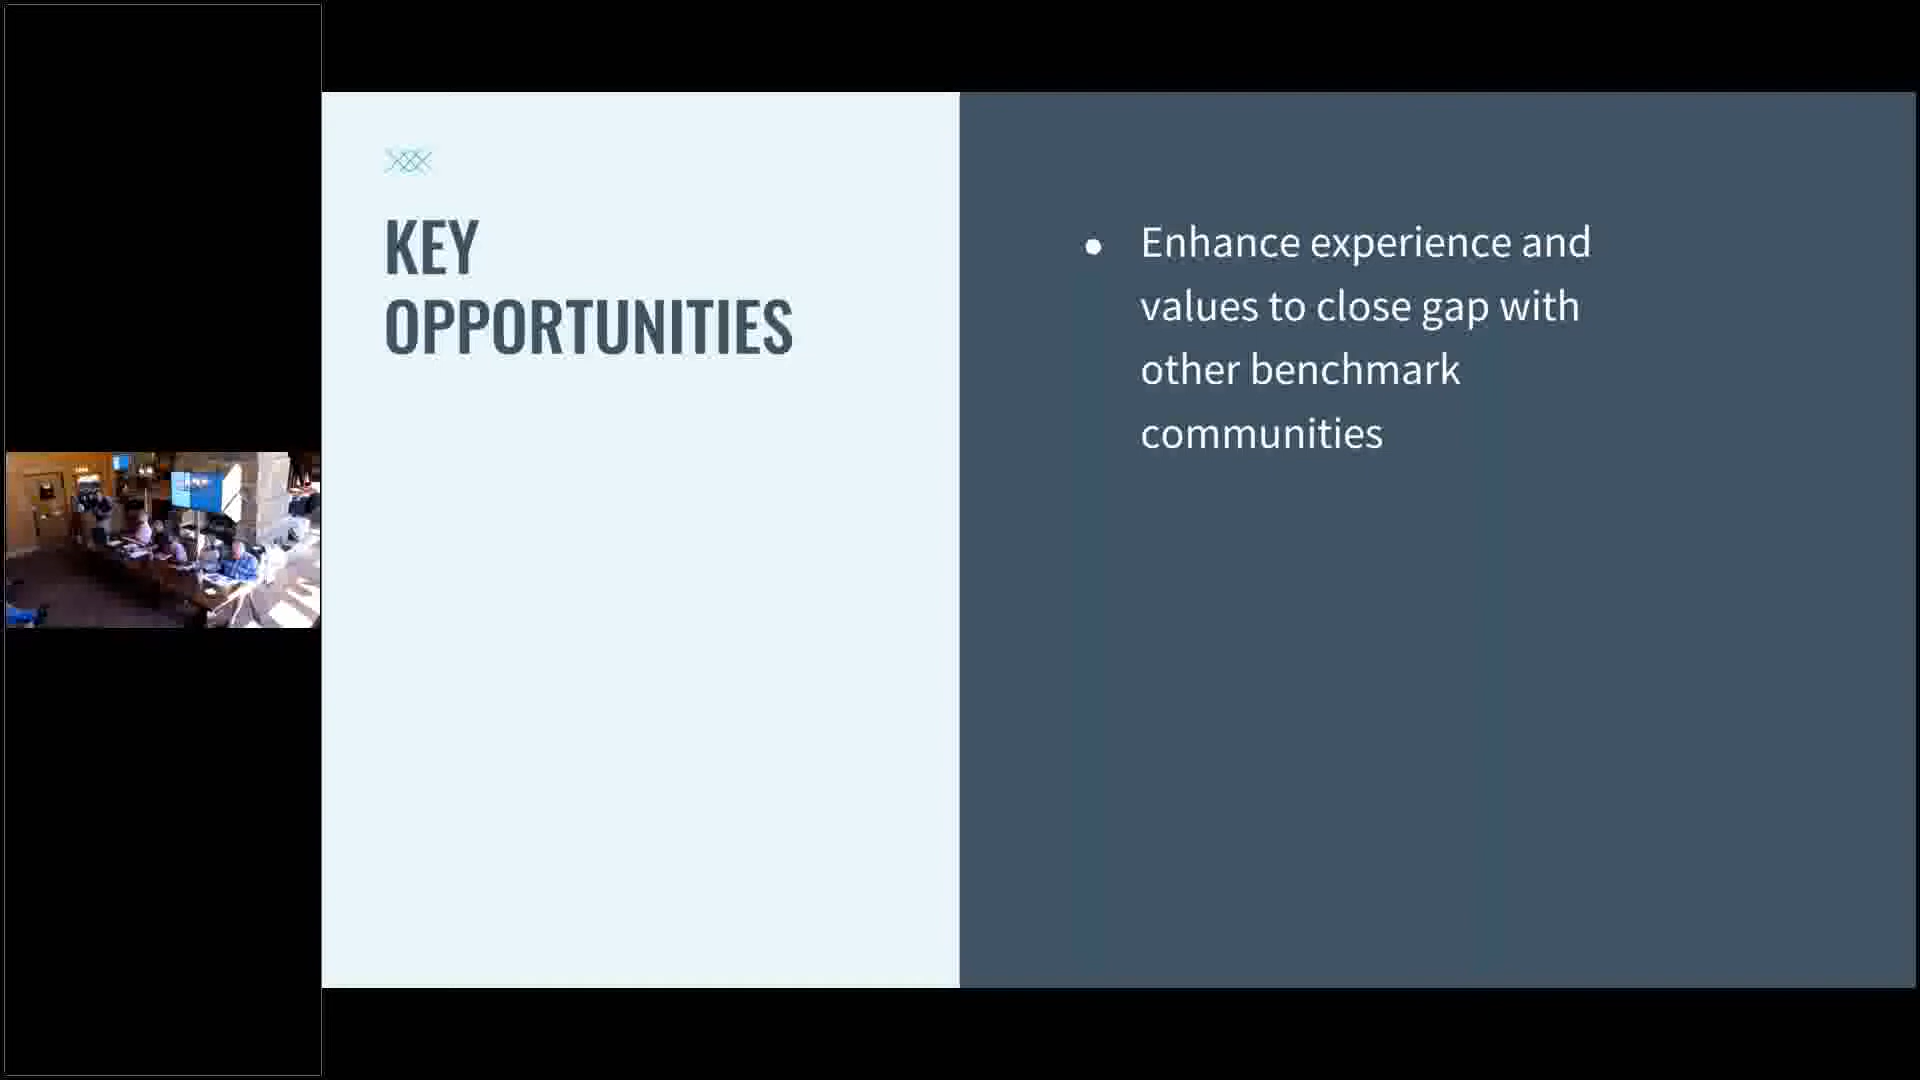 KEY
OPPORTUNITIES
● Enhance experience and
values to close gap with
other benchmark
communities